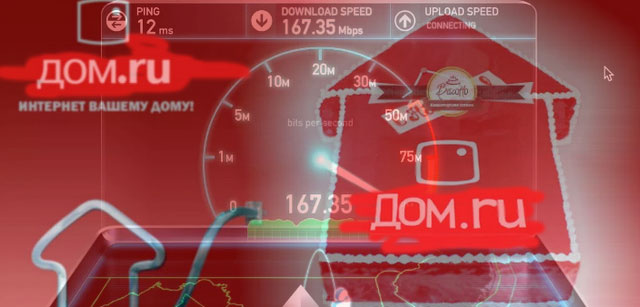 PING
12 ms
DOWNLOAD SPEED
167.35 Mbps
UPLOAD SPEED
CONNECTING
ДОМ.ru
ИНТЕРНЕТ ВАШЕМУ ДОМУ!
20м
10м
30м
5м
50м
bits per second
1м
75м
0
167.35
ДОМ.ru